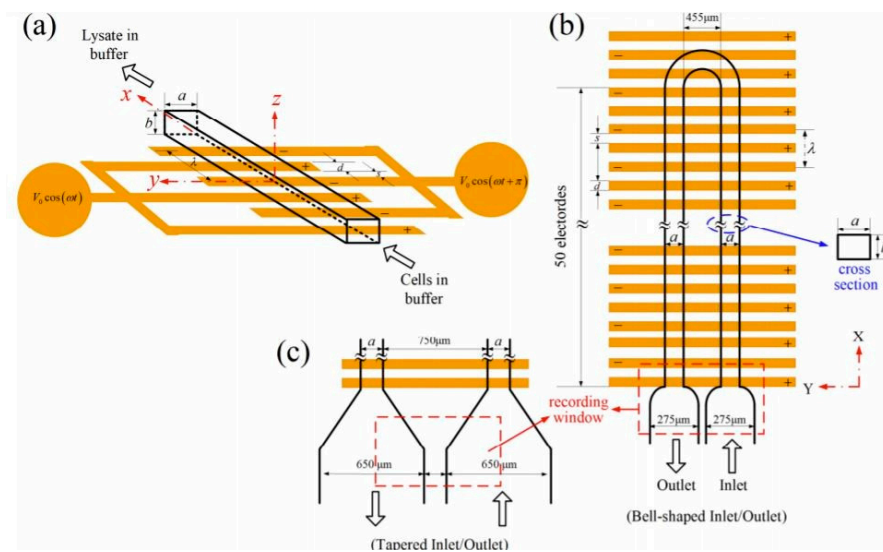 (a)
Lysate in
buffer
x
a
b
z
λ
−
+
d
s
y
−
+
−
+
V₀ cos(ωt)
V₀ cos(ωt+π)
Cells in
buffer
(b)
455μm
+
−
+
−
+
−
s
+
λ
−
d
+
−
50 electordes
a
a
a
cross
section
−
+
−
+
−
+
−
+
X
Y
recording
window
275μm
275μm
Outlet
Inlet
(Bell-shaped Inlet/Outlet)
(c)
a
750μm
a
650μm
650μm
(Tapered Inlet/Outlet)